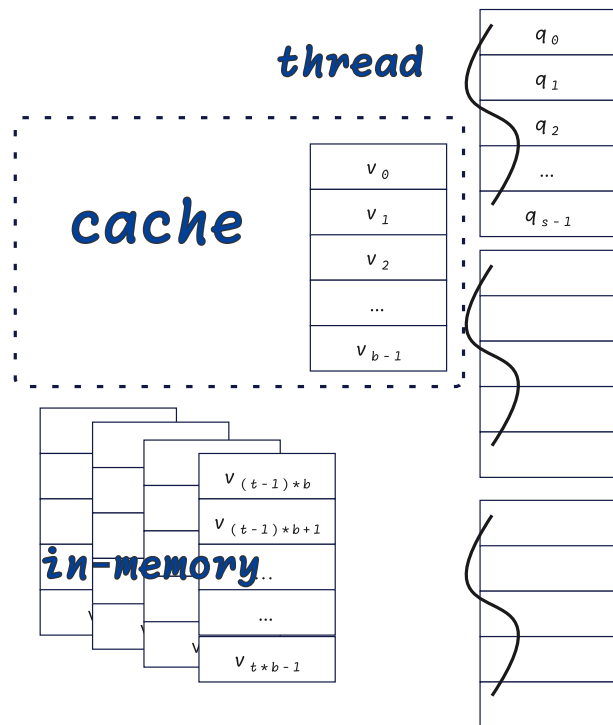 thread
q 0
q 1
q 2
...
q s-1
cache
v 0
v 1
v 2
...
v b-1
v (t-1)*b
v (t-1)*b+1
in-memory
...
...
v t*b-1